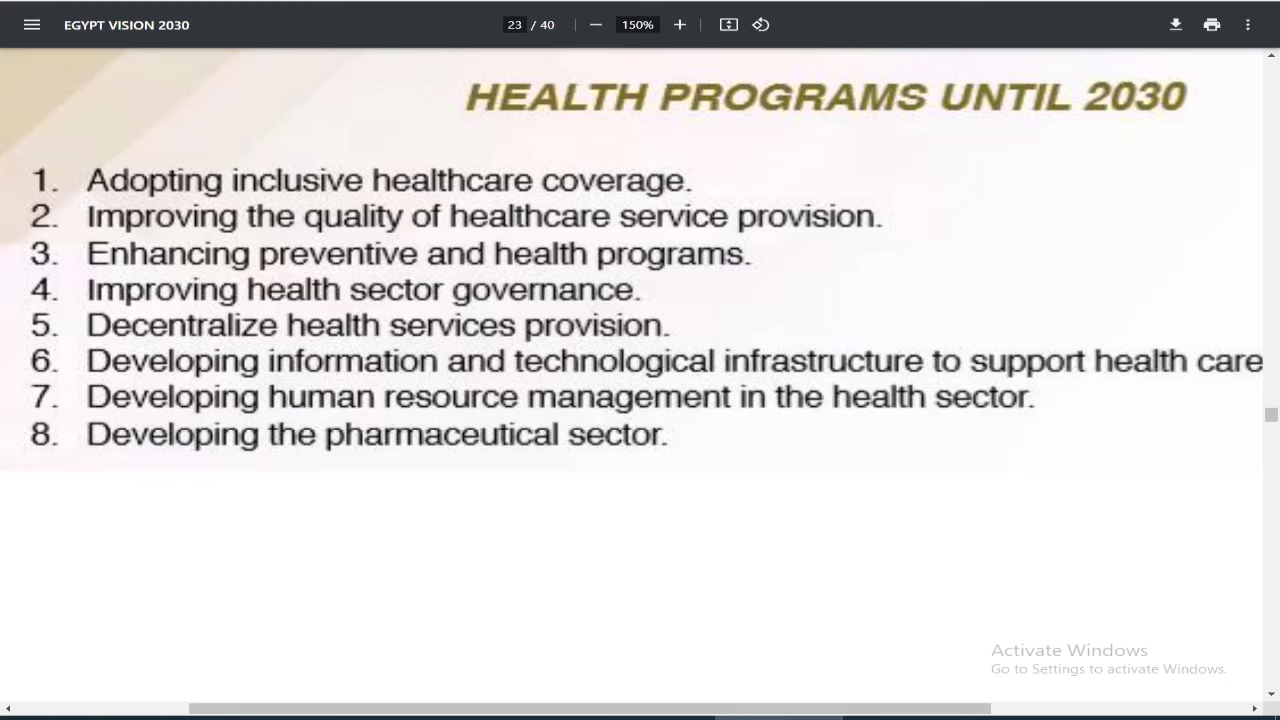 EGYPT VISION 2030
23 / 40
150%
HEALTH PROGRAMS UNTIL 2030
1. Adopting inclusive healthcare coverage.
2. Improving the quality of healthcare service provision.
3. Enhancing preventive and health programs.
4. Improving health sector governance.
5. Decentralize health services provision.
6. Developing information and technological infrastructure to support health care
7. Developing human resource management in the health sector.
8. Developing the pharmaceutical sector.
Activate Windows
Go to Settings to activate Windows.